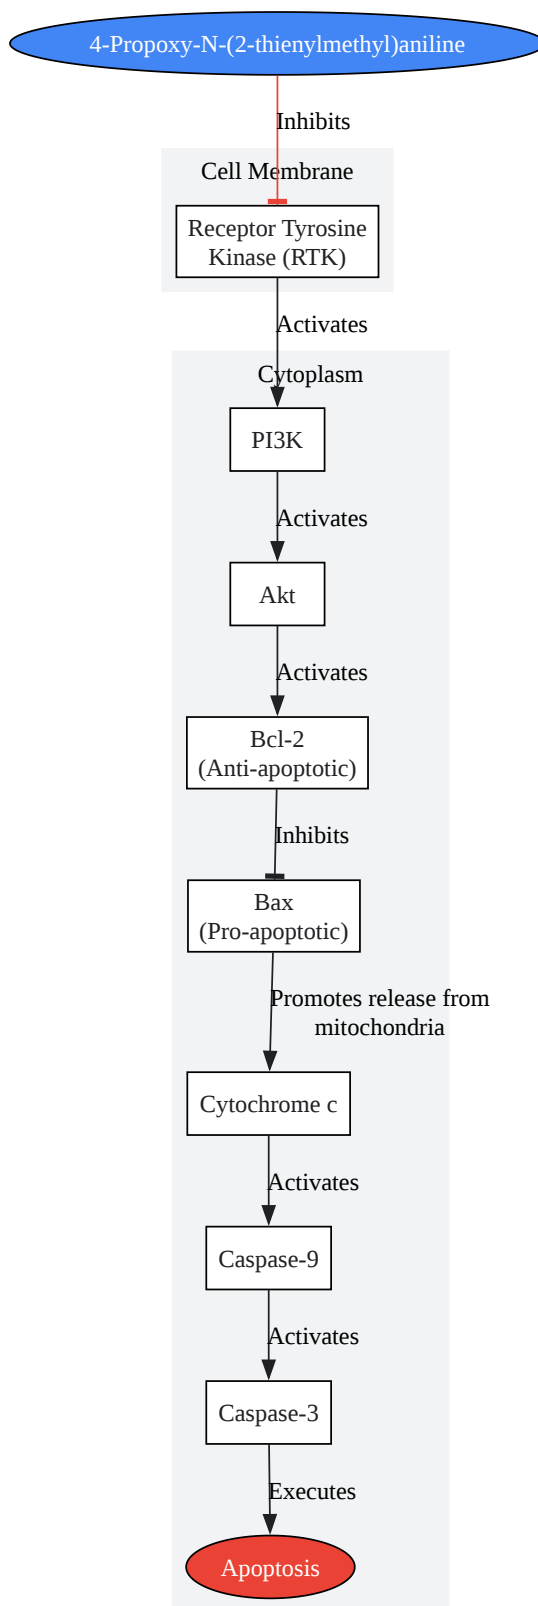 4-Propoxy-N-(2-thienylmethyl)aniline
Inhibits
Cell Membrane
Receptor Tyrosine
Kinase (RTK)
Activates
Cytoplasm
PI3K
Activates
Akt
Activates
Bcl-2
(Anti-apoptotic)
Inhibits
Bax
(Pro-apoptotic)
Promotes release from
mitochondria
Cytochrome c
Activates
Caspase-9
Activates
Caspase-3
Executes
Apoptosis